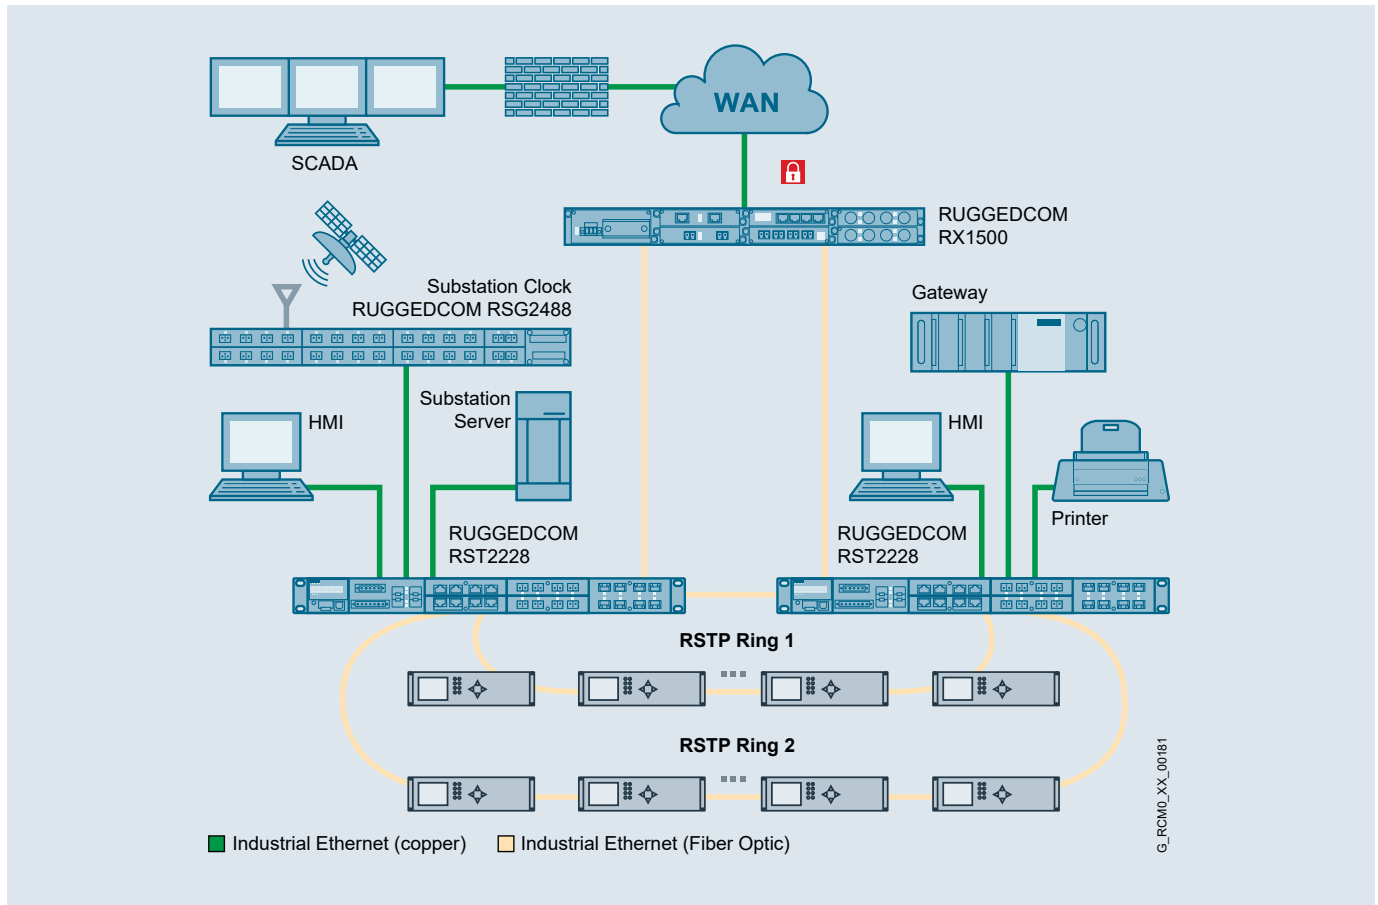 WAN
SCADA
RUGGEDCOM
RX1500
Substation Clock
RUGGEDCOM RSG2488
Gateway
HMI
Substation
Server
HMI
Printer
RUGGEDCOM
RST2228
RUGGEDCOM
RST2228
RSTP Ring 1
RSTP Ring 2
G_RCM0_XX_00181
Industrial Ethernet (copper)
Industrial Ethernet (Fiber Optic)